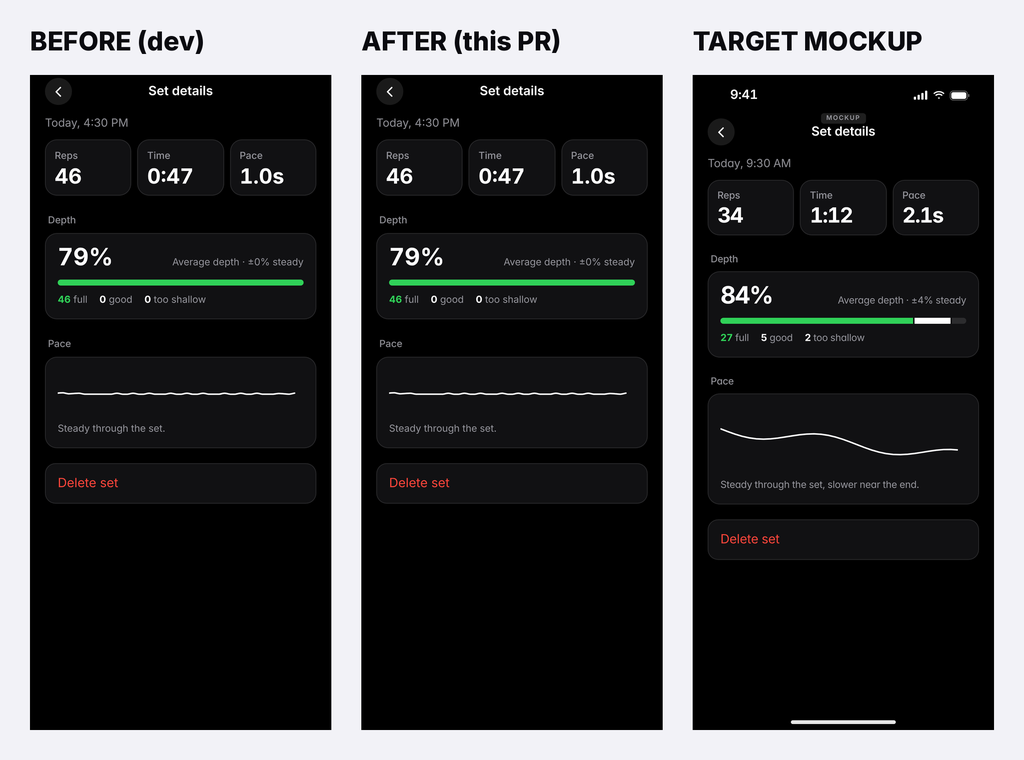 BEFORE (dev)
Set details
Today, 4:30 PM
Reps
46
Time
0:47
Pace
1.0s
Depth
79%
Average depth · ±0% steady
46 full 0 good 0 too shallow
Pace
Steady through the set.
Delete set
AFTER (this PR)
Set details
Today, 4:30 PM
Reps
46
Time
0:47
Pace
1.0s
Depth
79%
Average depth · ±0% steady
46 full 0 good 0 too shallow
Pace
Steady through the set.
Delete set
TARGET MOCKUP
9:41
MOCKUP
Set details
Today, 9:30 AM
Reps
34
Time
1:12
Pace
2.1s
Depth
84%
Average depth · ±4% steady
27 full 5 good 2 too shallow
Pace
Steady through the set, slower near the end.
Delete set